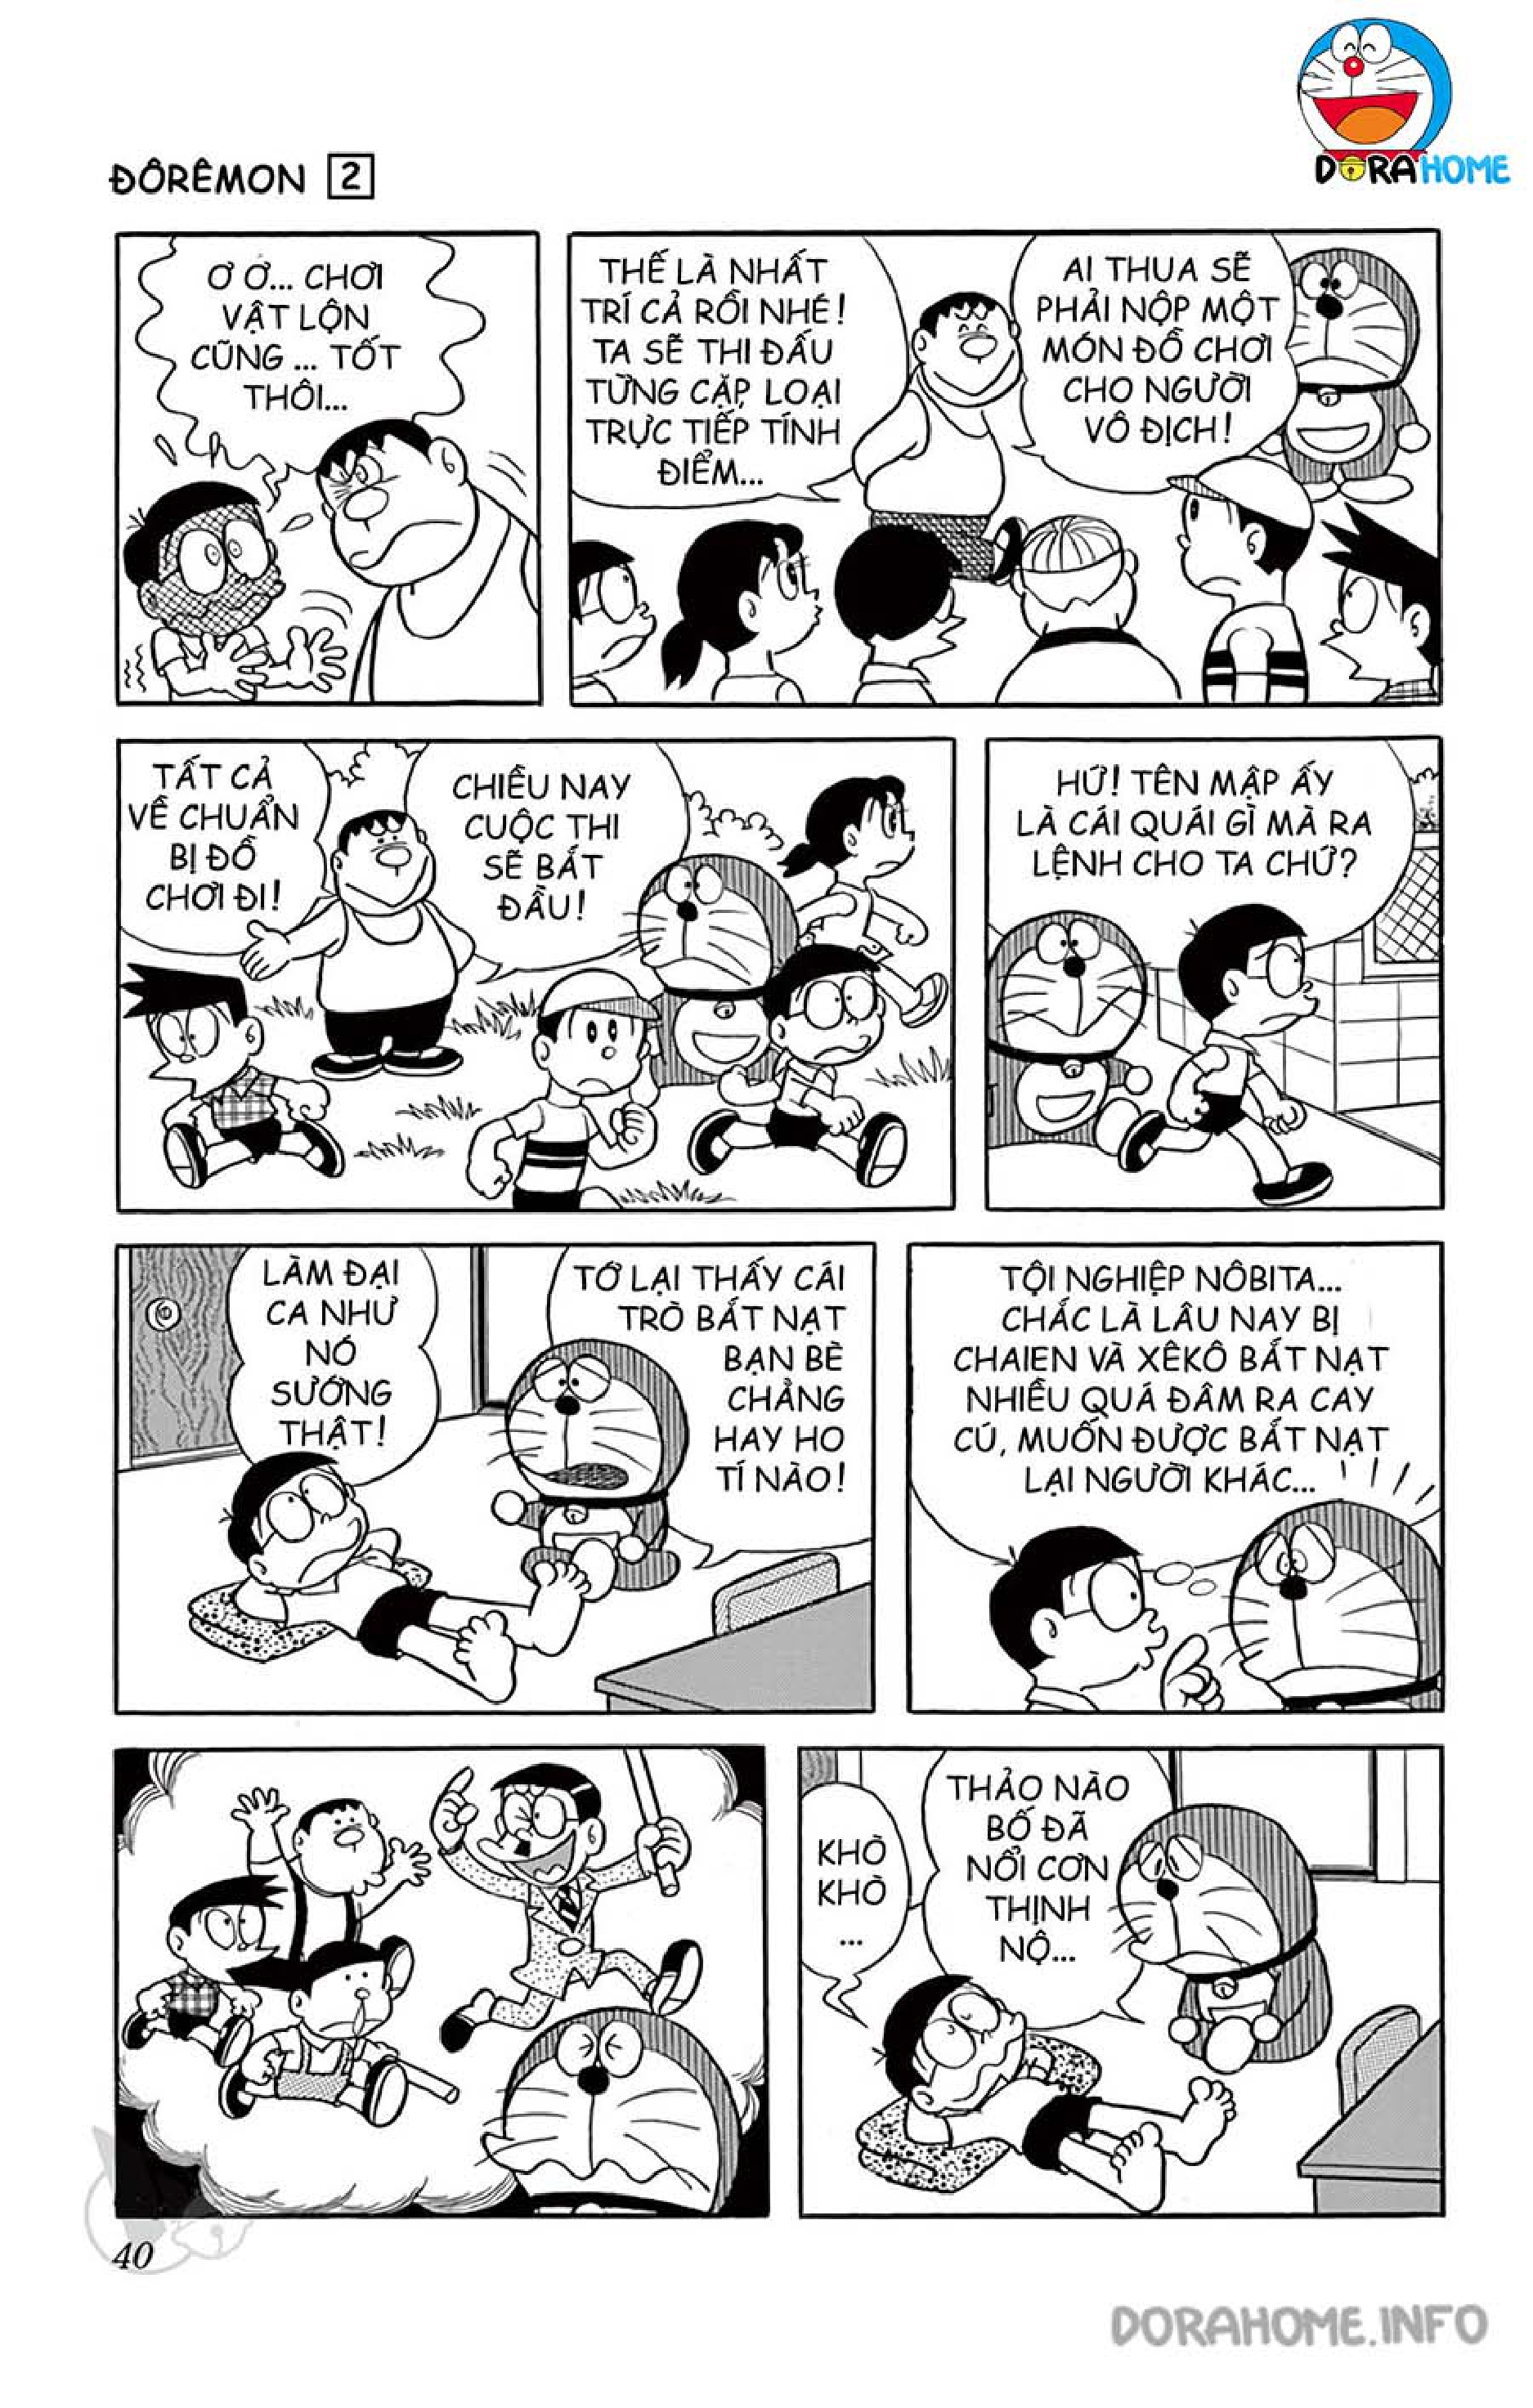 DORAHOME
ĐÔRÊMON 2
Ơ Ở... CHƠI
VẬT LỘN
CŨNG ... TỐT
THÔI...
THẾ LÀ NHẤT
TRÍ CẢ RỒI NHÉ!
TA SẼ THI ĐẤU
TỪNG CẶP, LOẠI
TRỰC TIẾP TÍNH
ĐIỂM...
AI THUA SẼ
PHẢI NỘP MỘT
MÓN ĐỒ CHƠI
CHO NGƯỜI
VÔ ĐỊCH!
TẤT CẢ
VỀ CHUẨN
BỊ ĐỒ
CHƠI ĐI!
CHIỀU NAY
CUỘC THI
SẼ BẮT
ĐẦU!
HỨ! TÊN MẬP ẤY
LÀ CÁI QUÁI GÌ MÀ RA
LỆNH CHO TA CHỨ?
LÀM ĐẠI
CA NHƯ
NÓ
SƯỚNG
THẬT!
TỚ LẠI THẤY CÁI
TRÒ BẮT NẠT
BẠN BÈ
CHẲNG
HAY HO
TÍ NÀO!
TỘI NGHIỆP NÔBITA...
CHẮC LÀ LÂU NAY BỊ
CHAIEN VÀ XÊKÔ BẮT NẠT
NHIỀU QUÁ ĐÂM RA CAY
CÚ, MUỐN ĐƯỢC BẮT NẠT
LẠI NGƯỜI KHÁC...
KHÒ
KHÒ
...
THẢO NÀO
BỐ ĐÃ
NỔI CƠN
THỊNH
NỘ...
40
DORAHOME.INFO